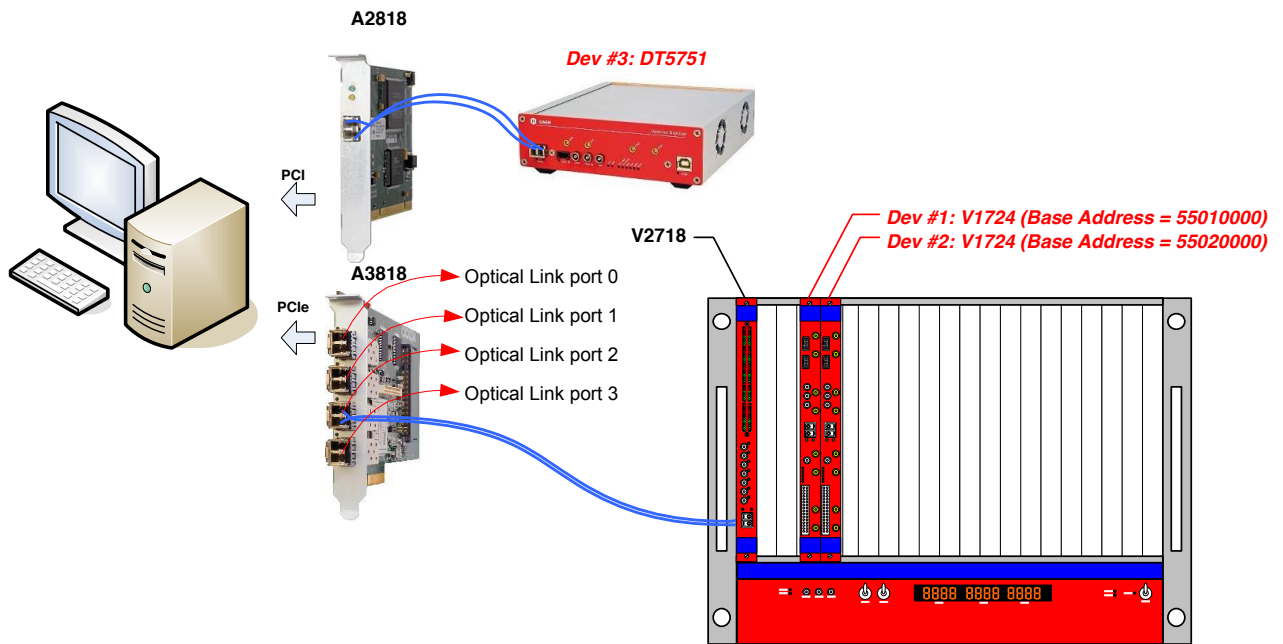 A2818
Dev #3: DT5751
PCI
Dev #1: V1724 (Base Address = 55010000)
Dev #2: V1724 (Base Address = 55020000)
V2718
A3818
Optical Link port 0
PCIe
Optical Link port 1
Optical Link port 2
Optical Link port 3
8888 8888 8888